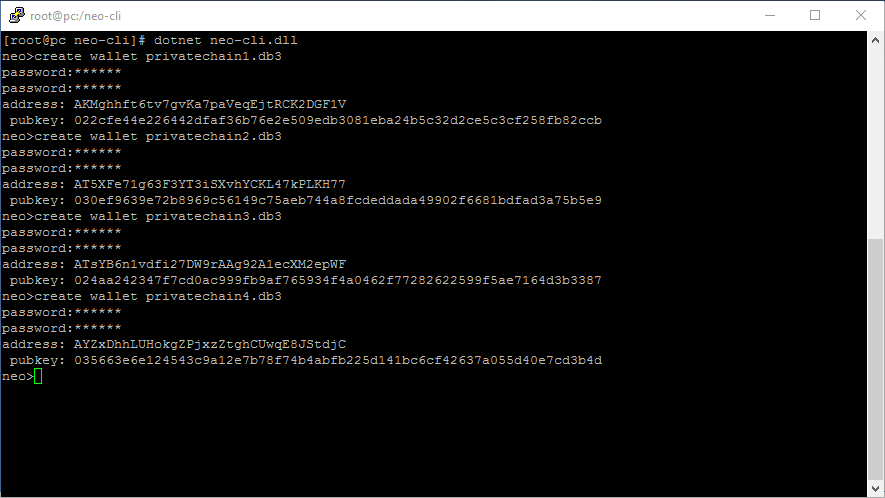 root@pc:/neo-cli
[root@pc neo-cli]# dotnet neo-cli.dll
neo>create wallet privatechain1.db3
password:******
password:******
address: AKMghhft6tv7gvKa7paVeqEjtRCK2DGF1V
pubkey: 022cfe44e226442dfaf36b76e2e509edb3081eba24b5c32d2ce5c3cf258fb82ccb
neo>create wallet privatechain2.db3
password:******
password:******
address: AT5XFe71g63F3YT3iSXvhYCKL47kPLKH77
pubkey: 030ef9639e72b8969c56149c75aeb744a8fcdeddada49902f6681bdfad3a75b5e9
neo>create wallet privatechain3.db3
password:******
password:******
address: ATsYB6n1vdfi27DW9rAAg92A1ecXM2epWF
pubkey: 024aa242347f7cd0ac999fb9af765934f4a0462f77282622599f5ae7164d3b3387
neo>create wallet privatechain4.db3
password:******
password:******
address: AYZxDhhLUHokgZPjxzZtghCUwqE8JStdjC
pubkey: 035663e6e124543c9a12e7b78f74b4abfb225d141bc6cf42637a055d40e7cd3b4d
neo>